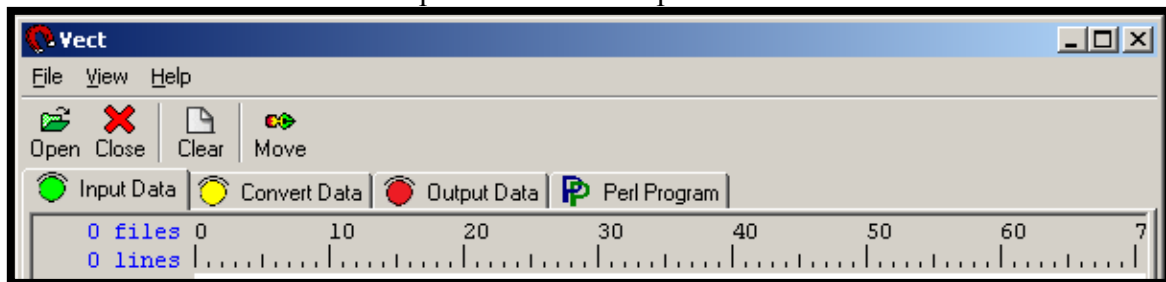 Vect
File View Help
Open Close Clear Move
Input Data Convert Data Output Data Perl Program
0 files 0 10 20 30 40 50 60 7
0 lines